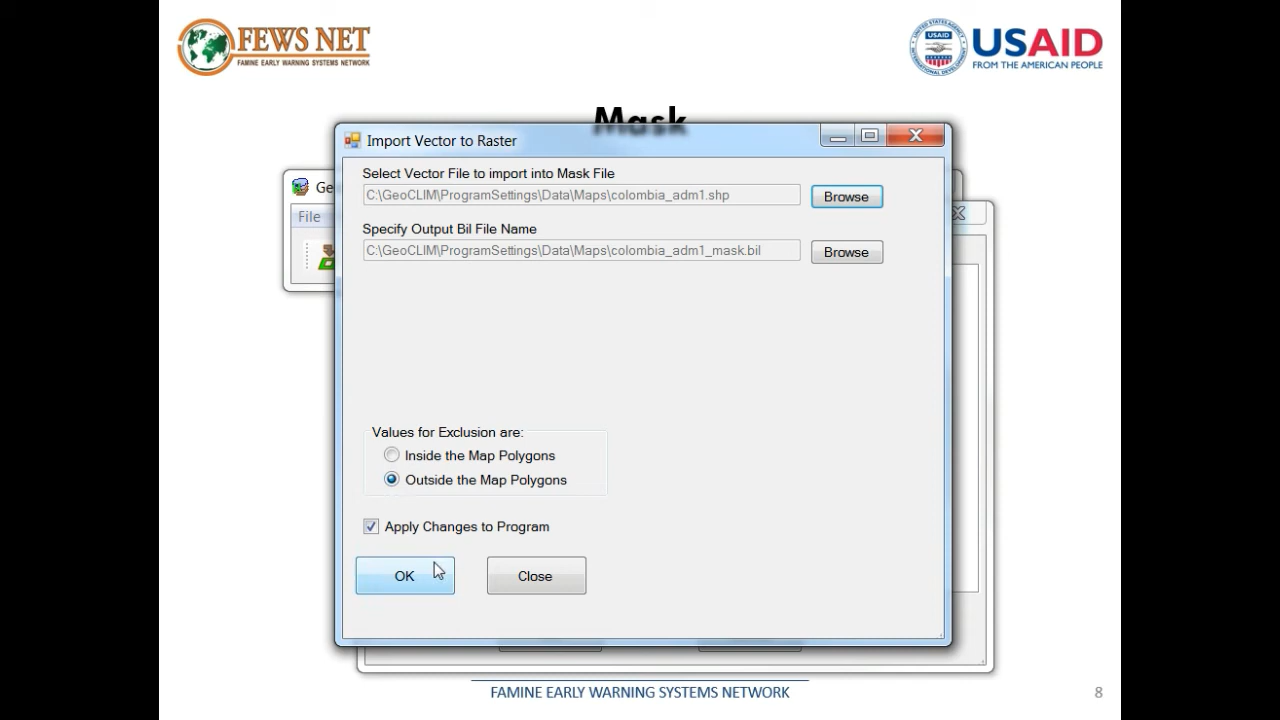 FEWS NET
FAMINE EARLY WARNING SYSTEMS NETWORK
USAID
FROM THE AMERICAN PEOPLE
Mask
Import Vector to Raster
Select Vector File to import into Mask File
C:\GeoCLIM\ProgramSettings\Data\Maps\colombia_adm1.shp
Browse
Ge
File
Specify Output Bil File Name
C:\GeoCLIM\ProgramSettings\Data\Maps\colombia_adm1_mask.bil
Browse
Values for Exclusion are:
Inside the Map Polygons
Outside the Map Polygons
Apply Changes to Program
OK
Close
FAMINE EARLY WARNING SYSTEMS NETWORK
8